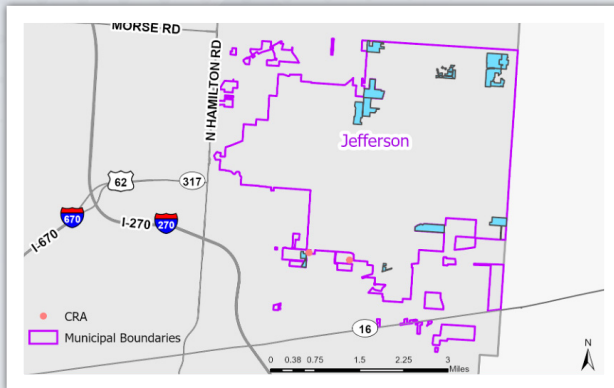 MORSE RD
N HAMILTON RD
Jefferson
62
317
670
I-270
270
I-670
CRA
Municipal Boundaries
16
0 0.38 0.75 1.5 2.25 3
Miles
N